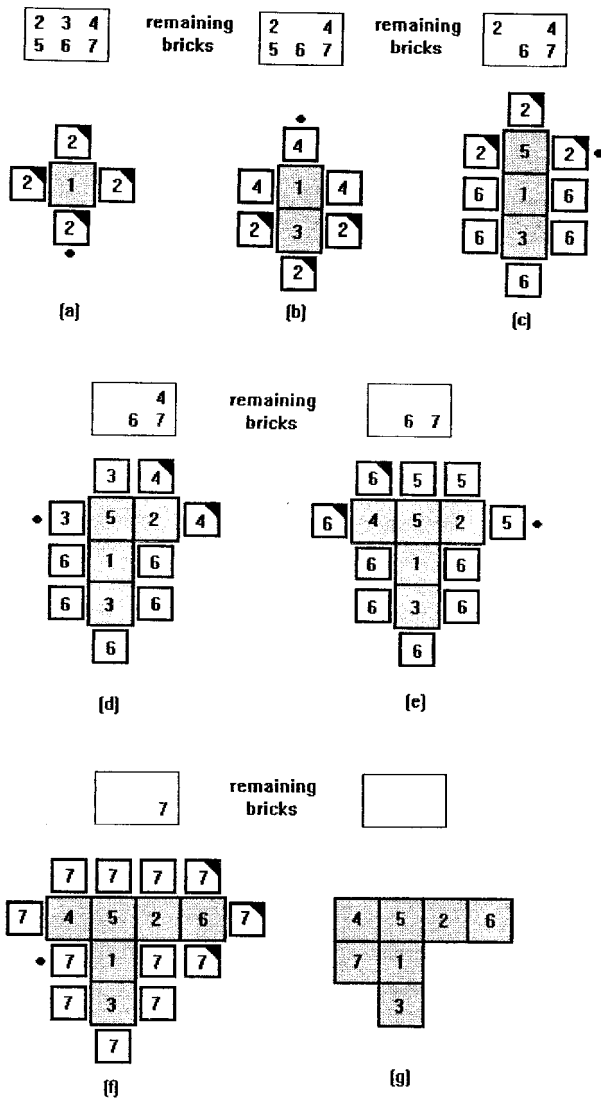 2 3 4 remaining 2 4 remaining 2 4
5 6 7 bricks 5 6 7 bricks 6 7
2
2 1 2
2
(a)
4
4 1 4
2 3 2
2
(b)
2
2 5 2
6 1 6
6 3 6
6
(c)
4 remaining
6 7 bricks 6 7
3 4
3 5 2 4
6 1 6
6 3 6
6
(d)
6 5 5
6 4 5 2 5
6 1 6
6 3 6
6
(e)
remaining
7 bricks
7 7 7 7
7 4 5 2 6 7
7 1 7 7
7 3 7
7
(f)
4 5 2 6
7 1
3
(g)